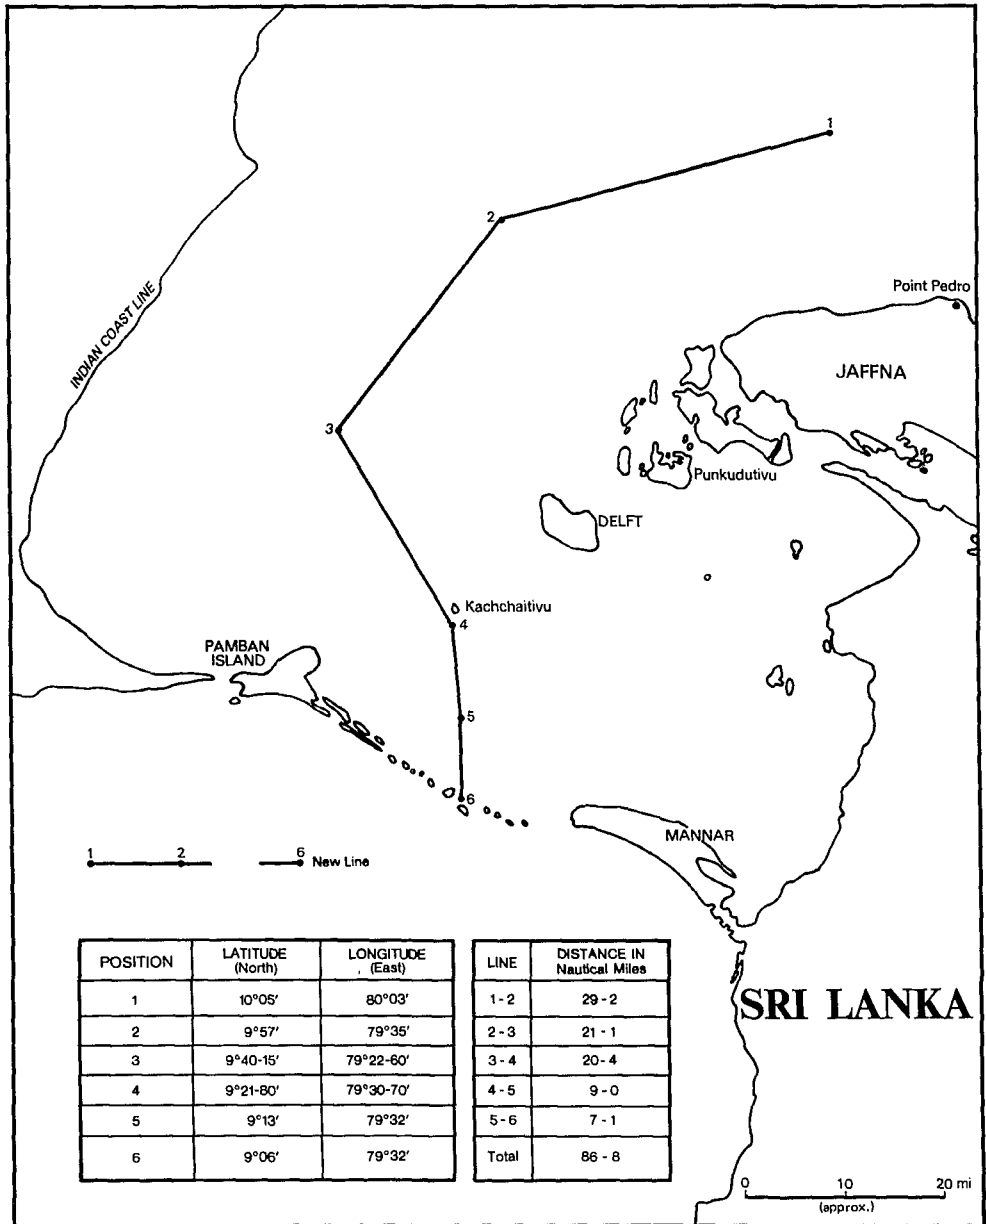 1
2
Point Pedro
INDIAN COAST LINE
JAFFNA
3
Punkudutivu
DELFT
Kachchaitivu
4
PAMBAN
ISLAND
5
6
MANNAR
1 2 6 New Line
POSITION LATITUDE (North) LONGITUDE (East)
1 10°05' 80°03'
2 9°57' 79°35'
3 9°40-15' 79°22-60'
4 9°21-80' 79°30-70'
5 9°13' 79°32'
6 9°06' 79°32'
LINE DISTANCE IN Nautical Miles
1-2 29-2
2-3 21-1
3-4 20-4
4-5 9-0
5-6 7-1
Total 86-8
SRI LANKA
0 10 20 mi
(approx.)